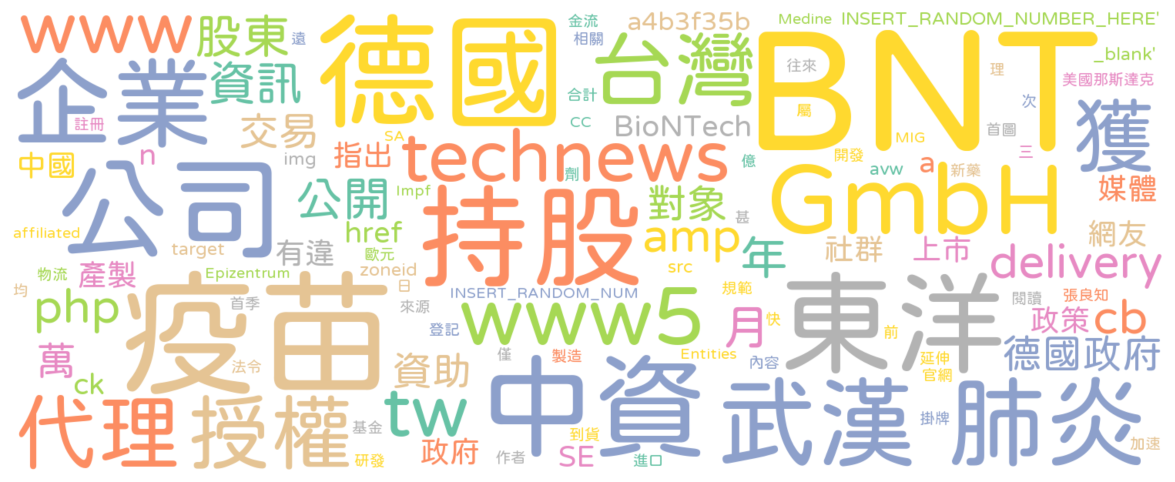 www
股東
遠
德國
金流
相關
a4b3f35b
Medine
INSERT_RANDOM_NUMBER_HERE'
_blank'
企業
資訊
台灣
BNT
往來
理
美國那斯達克
合計
註冊
交易
SA
CC
BioNTech
屬
MIG
首圖
次
獲
中國
n
img
指出
technews
億
開發
avw
a
新藥
三
媒體
公司
公開
Impf
持股
劑
對象
甚
GmbH
affiliated
target
有違
href
歐元
amp
年
社群
上市
網友
物流
產製
Epizentrum
zoneid
日
src
delivery
均
php
疫苗
首季
來源
INSERT_RANDOM_NUM
規範
東洋
閱讀
張良知
登記
www5
月
快
前
政策
cb
萬
ck
法令
資助
僅
製造
Entities
內容
延伸
官網
德國政府
代理
授權
基金
tw
中資
武漢
掛牌
肺炎
研發
政府
作者
到貨
SE
進口
加速